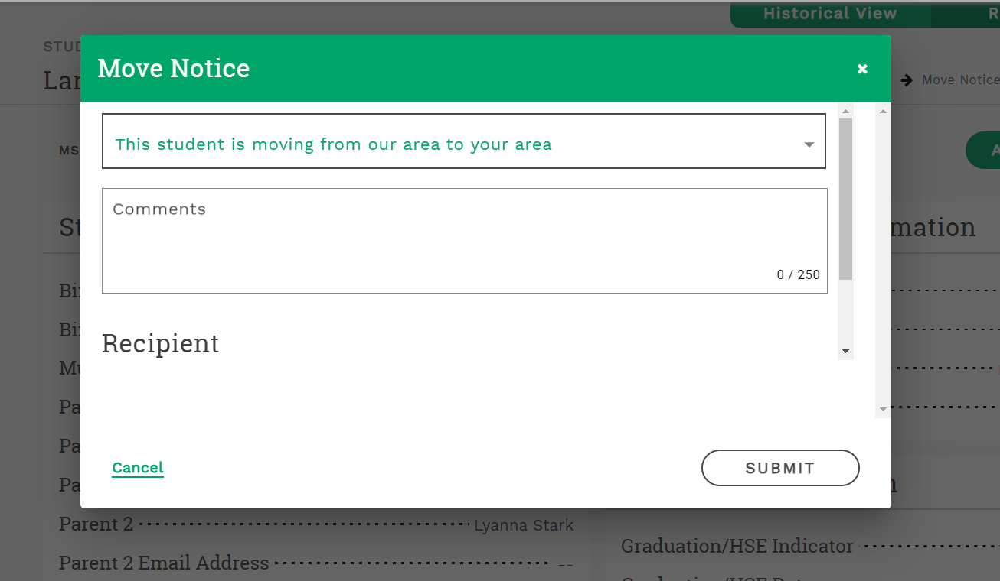 Historical View
Move Notice
Move Notice
This student is moving from our area to your area
Comments
0 / 250
mation
Recipient
Cancel
SUBMIT
Parent 2
Lyanna Stark
Parent 2 Email Address
--
Graduation/HSE Indicator